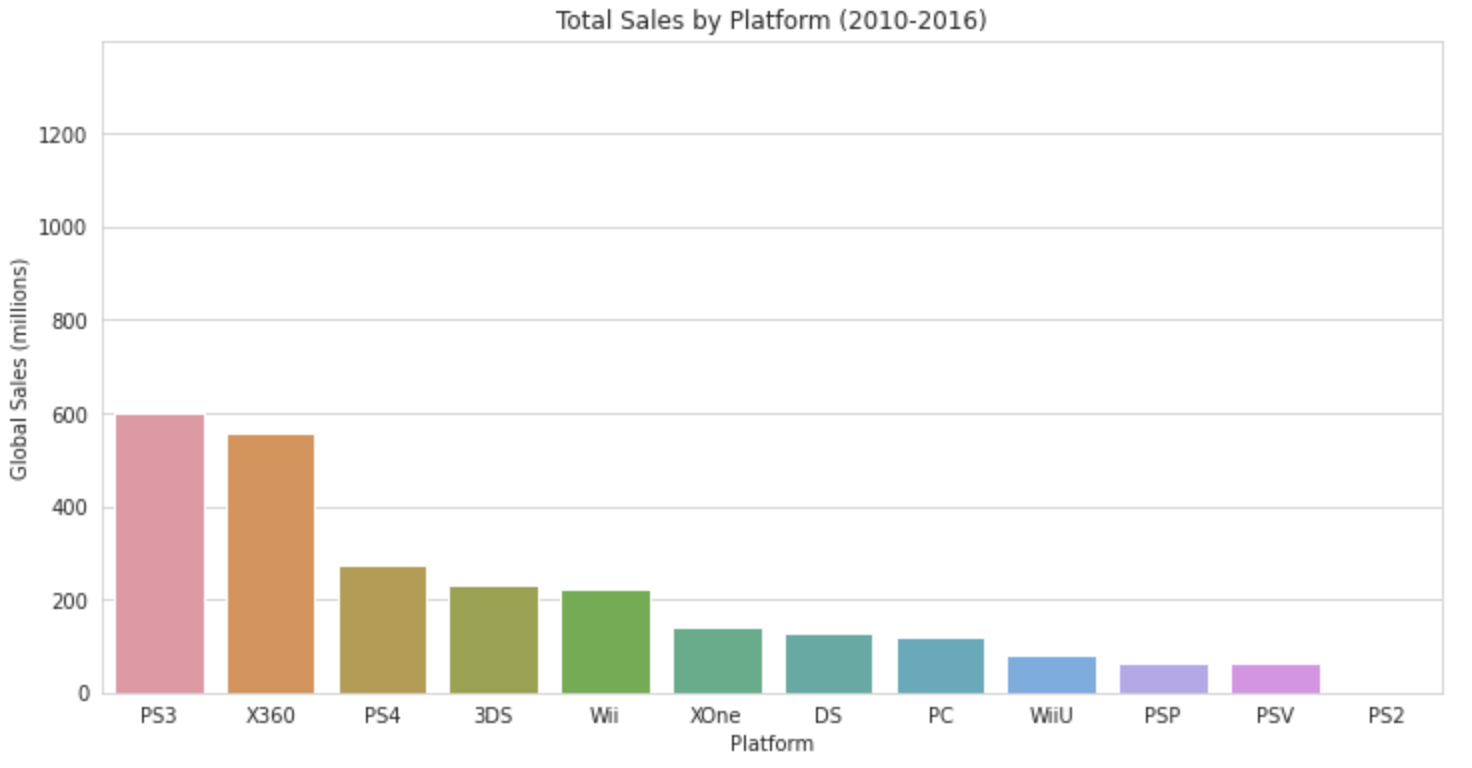 Total Sales by Platform (2010-2016)
1200
1000
800
600
400
200
0
Global Sales (millions)
PS3 X360 PS4 3DS Wii XOne DS PC WiiU PSP PSV PS2
Platform